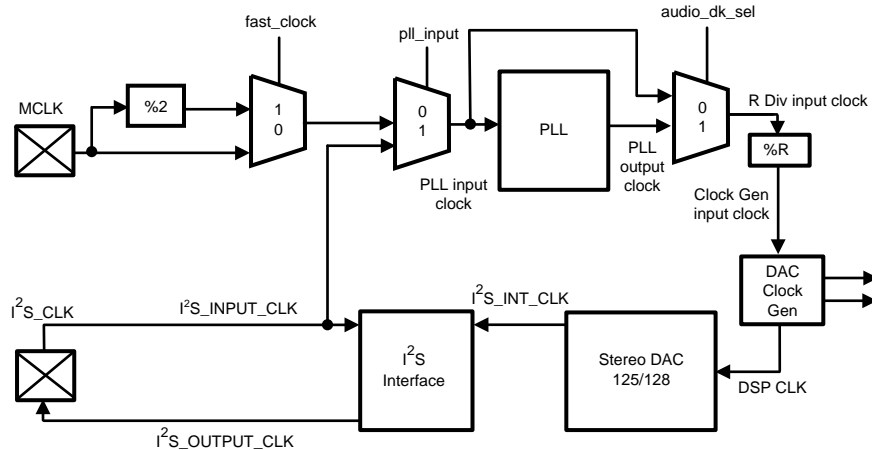 fast_clock
pll_input
audio_dk_sel
MCLK
%2
1
0
0
1
PLL
0
1
R Div input clock
%R
PLL input
clock
PLL
output
clock
Clock Gen
input clock
DAC
Clock
Gen
I²S_CLK
I²S_INPUT_CLK
I²S_INT_CLK
I²S
Interface
Stereo DAC
125/128
DSP CLK
I²S_OUTPUT_CLK